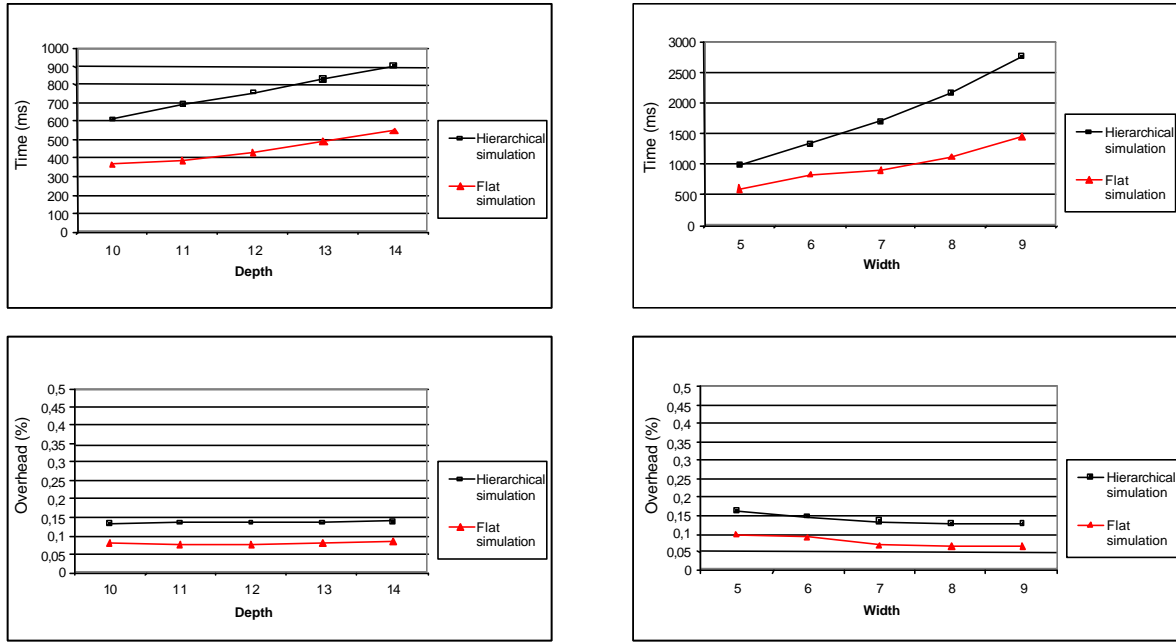 1000
900
800
700
600
500
400
300
200
100
0
Time (ms)
10 11 12 13 14
Depth
Hierarchical
simulation
Flat
simulation
3000
2500
2000
1500
1000
500
0
Time (ms)
5 6 7 8 9
Width
Hierarchical
simulation
Flat
simulation
0,5
0,45
0,4
0,35
0,3
0,25
0,2
0,15
0,1
0,05
0
Overhead (%)
10 11 12 13 14
Depth
Hierarchical
simulation
Flat
simulation
0,5
0,45
0,4
0,35
0,3
0,25
0,2
0,15
0,1
0,05
0
Overhead (%)
5 6 7 8 9
Width
Hierarchical
simulation
Flat
simulation